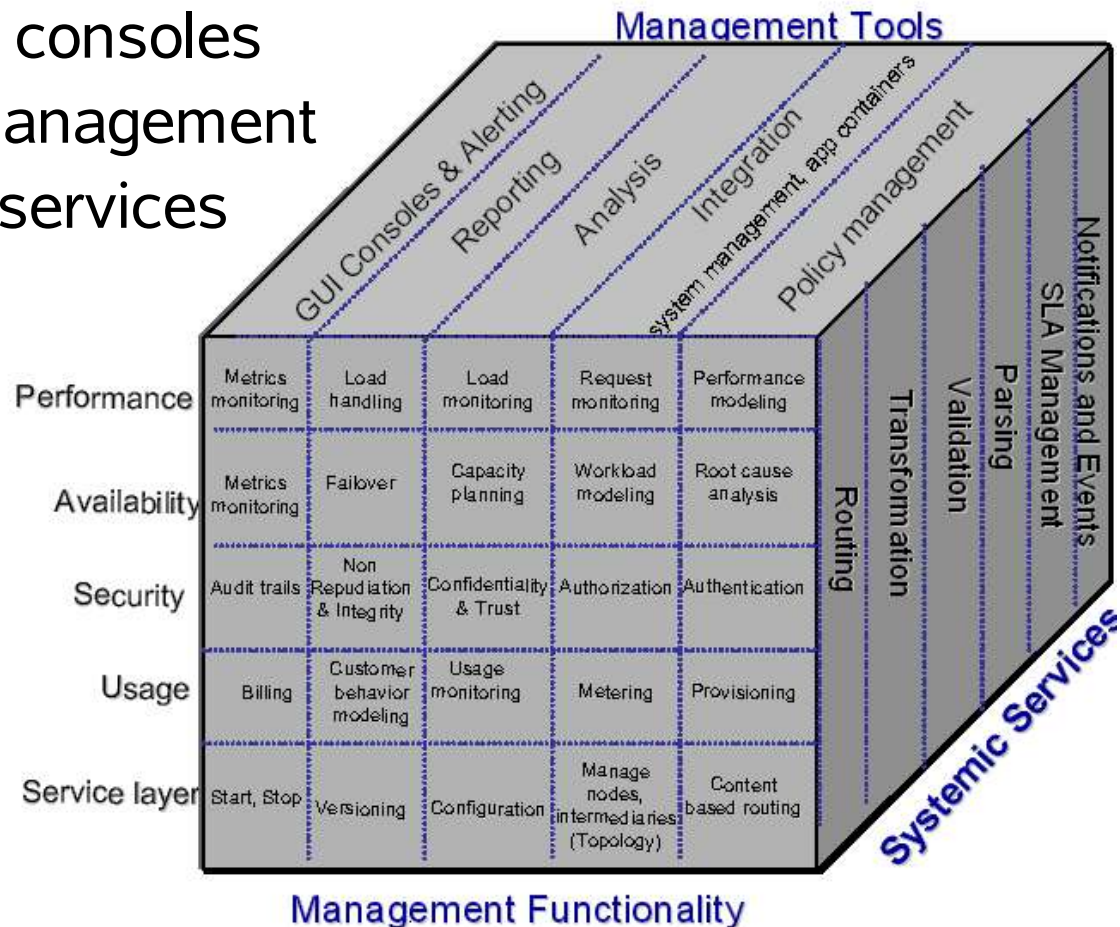 consoles
anagement
services
Management Tools
GUI Consoles & Alerting
Reporting
Analysis
Integration
system management, app containers
Policy management
Performance
Metrics
monitoring
Load
handling
Load
monitoring
Request
monitoring
Performance
modeling
Availability
Metrics
monitoring
Failover
Capacity
planning
Workload
modeling
Root cause
analysis
Security
Audit trails
Non
Repudiation
& Integrity
Confidentiality
& Trust
Authorization
Authentication
Usage
Billing
Customer
behavior
modeling
Usage
monitoring
Metering
Provisioning
Service layer
Start, Stop
Versioning
Configuration
Manage
nodes,
intermediaries
(Topology)
Content
based routing
Routing
Transformation
Validation
Parsing
SLA Management
Notifications and Events
Systemic Services
Management Functionality